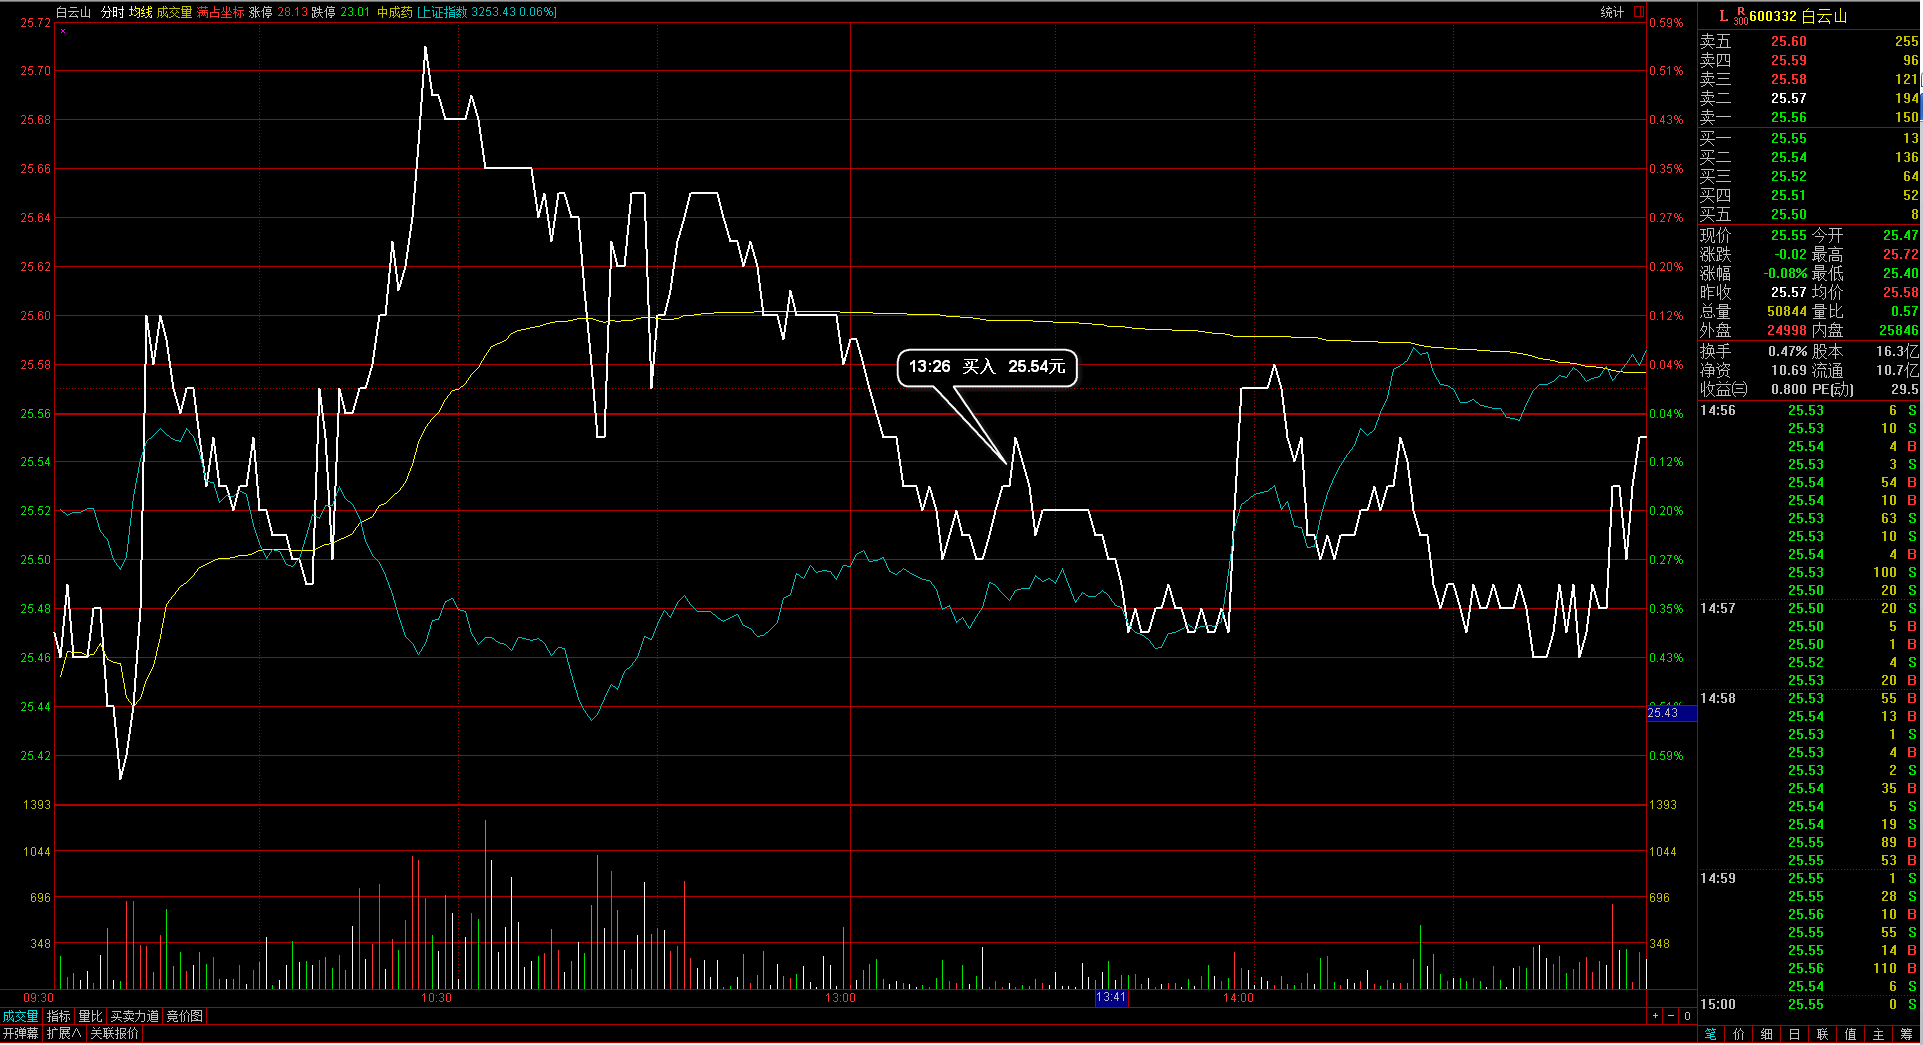 白云山 分时 均线 成交量 满占坐标 涨停 28.13 跌停 23.01 中成药 [上证指数 3253.43 0.06%]
统计
25.72 0.59%
25.70 0.51%
25.68 0.43%
25.66 0.35%
25.64 0.27%
25.62 0.20%
25.60 0.12%
25.58 0.04%
25.56 0.04%
25.54 0.12%
25.52 0.20%
25.50 0.27%
25.48 0.35%
25.46 0.43%
25.44
25.43
25.42 0.59%
1393 1393
1044 1044
696 696
348 348
13:26 买入 25.54元
09:30 10:30 13:00 13:41 14:00
成交量 指标 量比 买卖力道 竞价图
+ - 0
开弹幕 扩展∧ 关联报价
L R 300 600332 白云山
卖五 25.60 255
卖四 25.59 96
卖三 25.58 121
卖二 25.57 194
卖一 25.56 150
买一 25.55 13
买二 25.54 136
买三 25.52 64
买四 25.51 52
买五 25.50 8
现价 25.55 今开 25.47
涨跌 -0.02 最高 25.72
涨幅 -0.08% 最低 25.40
昨收 25.57 均价 25.58
总量 50844 量比 0.57
外盘 24998 内盘 25846
换手 0.47% 股本 16.3亿
净资 10.69 流通 10.7亿
收益㈢ 0.800 PE(动) 29.5
14:56 25.53 6 S
25.53 10 S
25.54 4 B
25.53 3 S
25.54 54 B
25.54 10 B
25.53 63 S
25.53 10 S
25.54 4 B
25.53 100 S
25.50 20 S
14:57 25.50 20 S
25.50 5 B
25.50 1 B
25.52 4 S
25.53 20 B
14:58 25.53 55 B
25.54 13 B
25.53 1 S
25.53 4 B
25.53 2 S
25.54 35 B
25.54 5 S
25.54 19 S
25.55 89 B
25.55 53 B
14:59 25.55 1 S
25.55 28 S
25.56 10 B
25.55 55 S
25.55 14 B
25.56 110 B
25.54 6 S
15:00 25.55 0 S
笔 价 细 日 联 值 主 筹